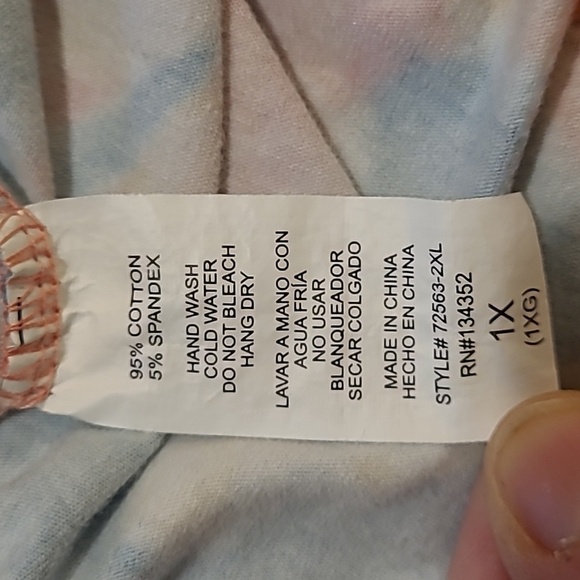 95% COTTON
5% SPANDEX
HAND WASH
COLD WATER
DO NOT BLEACH
HANG DRY
LAVAR A MANO CON
AGUA FRÍA
NO USAR
BLANQUEADOR
SECAR COLGADO
MADE IN CHINA
HECHO EN CHINA
STYLE# 72563-2XL
RN#134352
1X
(1XG)